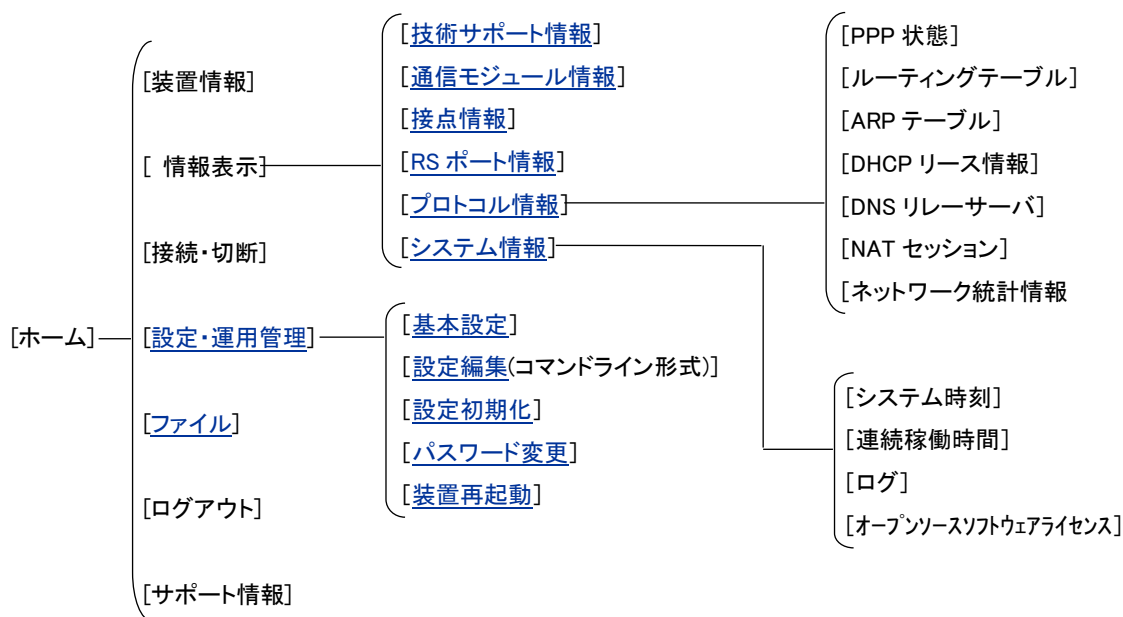 [ホーム]
[装置情報]
[ 情報表示]
[接続・切断]
[設定・運用管理]
[ファイル]
[ログアウト]
[サポート情報]
[技術サポート情報]
[通信モジュール情報]
[接点情報]
[RS ポート情報]
[プロトコル情報]
[システム情報]
[基本設定]
[設定編集(コマンドライン形式)]
[設定初期化]
[パスワード変更]
[装置再起動]
[PPP 状態]
[ルーティングテーブル]
[ARP テーブル]
[DHCP リース情報]
[DNS リレーサーバ]
[NAT セッション]
[ネットワーク統計情報
[システム時刻]
[連続稼働時間]
[ログ]
[オープンソースソフトウェアライセンス]